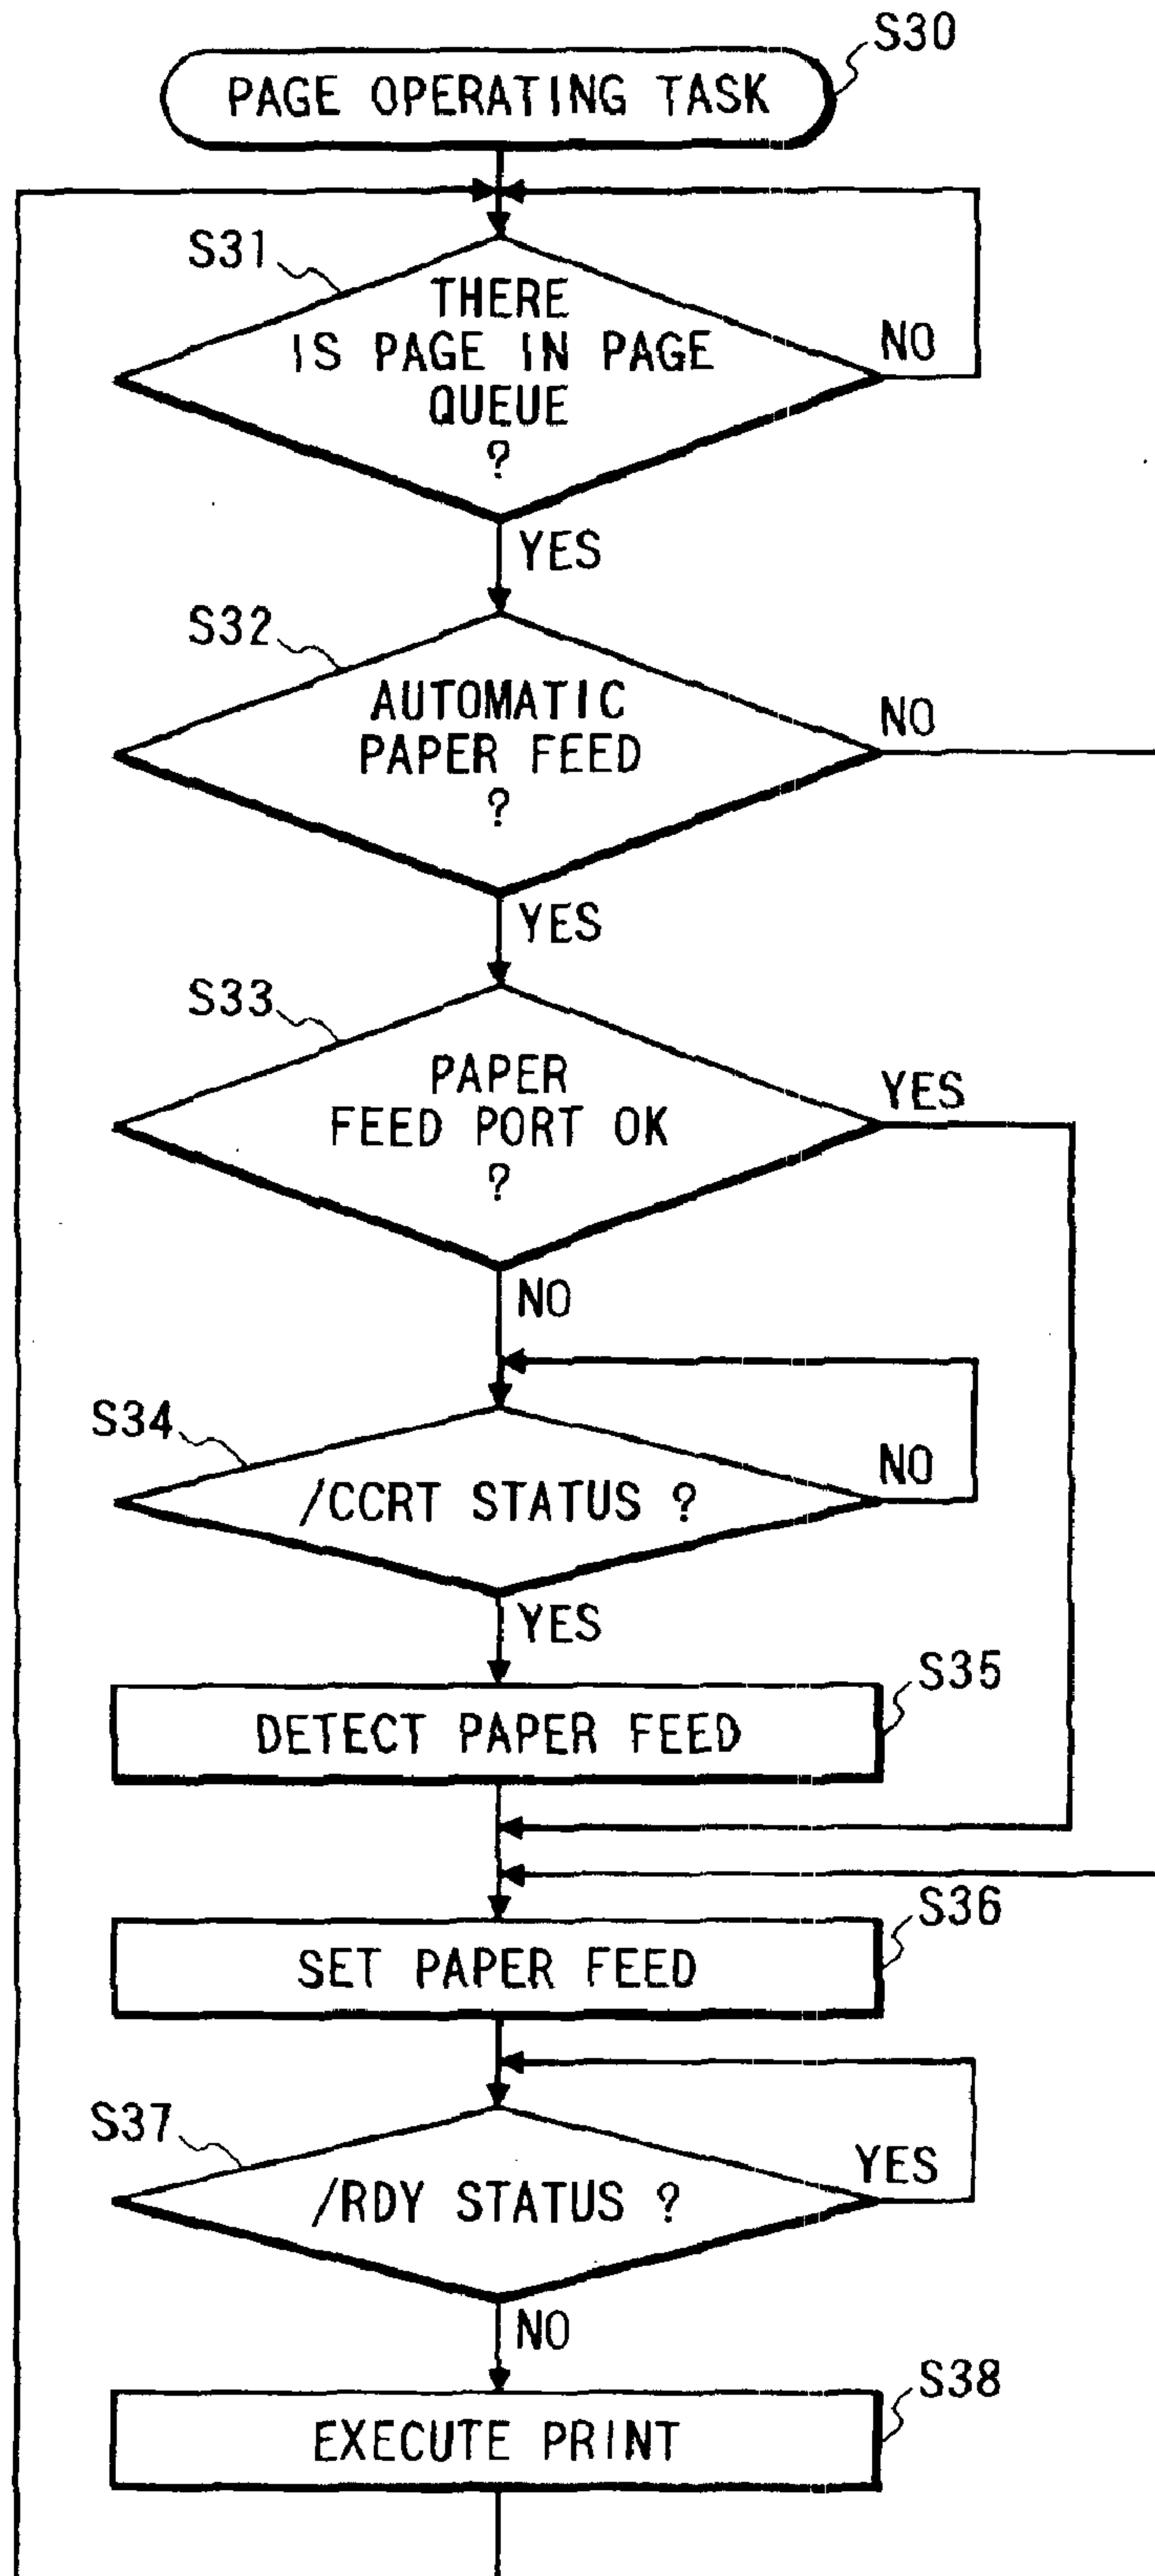 S30
PAGE OPERATING TASK
S31
THERE
IS PAGE IN PAGE
QUEUE
?
NO
YES
S32
AUTOMATIC
PAPER FEED
?
NO
YES
S33
PAPER
FEED PORT OK
?
YES
NO
S34
/CCRT STATUS ?
NO
YES
S35
DETECT PAPER FEED
S36
SET PAPER FEED
S37
/RDY STATUS ?
YES
NO
S38
EXECUTE PRINT